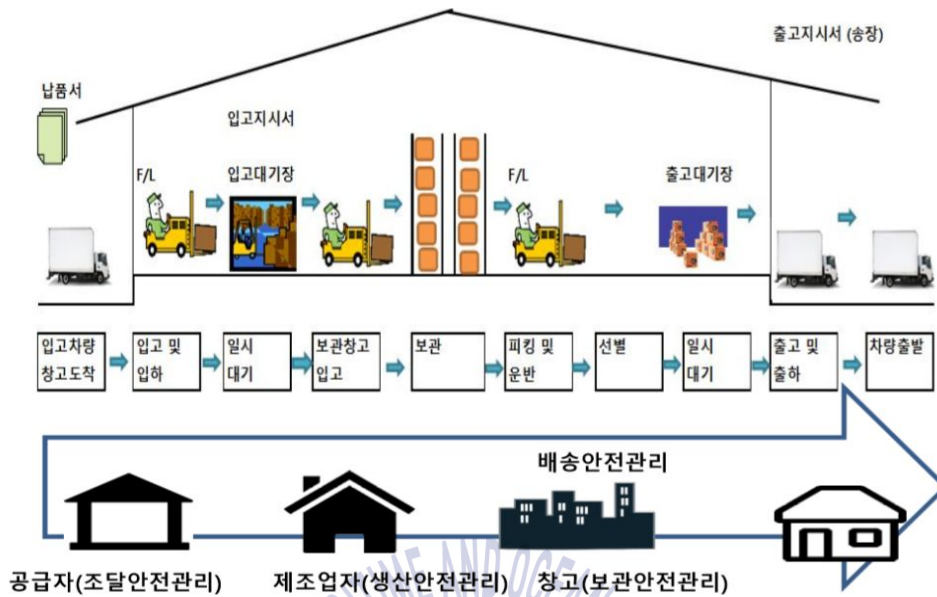 출고지시서 (송장)
납품서
입고지시서
F/L
입고대기장
F/L
출고대기장
입고차량
창고도착
입고 및
입하
일시
대기
보관창고
입고
보관
피킹 및
운반
선별
일시
대기
출고 및
출하
차량출발
배송안전관리
공급자(조달안전관리)
제조업자(생산안전관리)
창고(보관안전관리)
TIME AND OCEAN